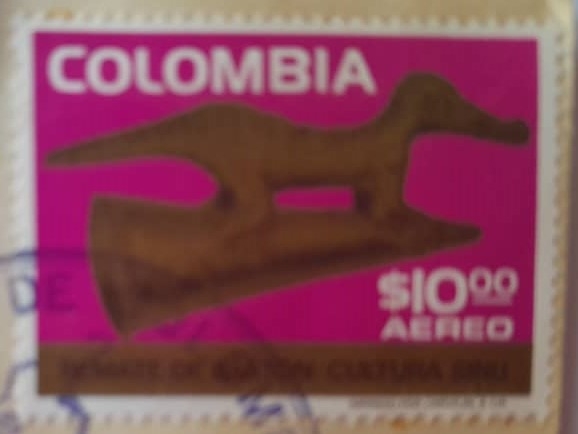 COLOMBIA
$10.00
AEREO
REMATE DE BASTON CULTURA SINU
DE